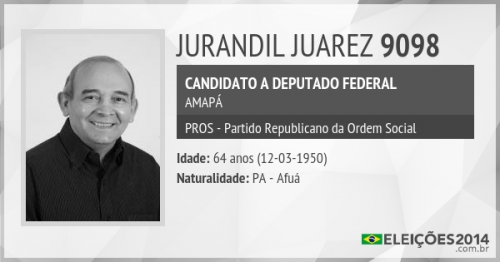 JURANDIL JUAREZ 9098
CANDIDATO A DEPUTADO FEDERAL
AMAPÁ
PROS - Partido Republicano da Ordem Social
Idade: 64 anos (12-03-1950)
Naturalidade: PA - Afuá
ELEIÇÕES2014
.com.br